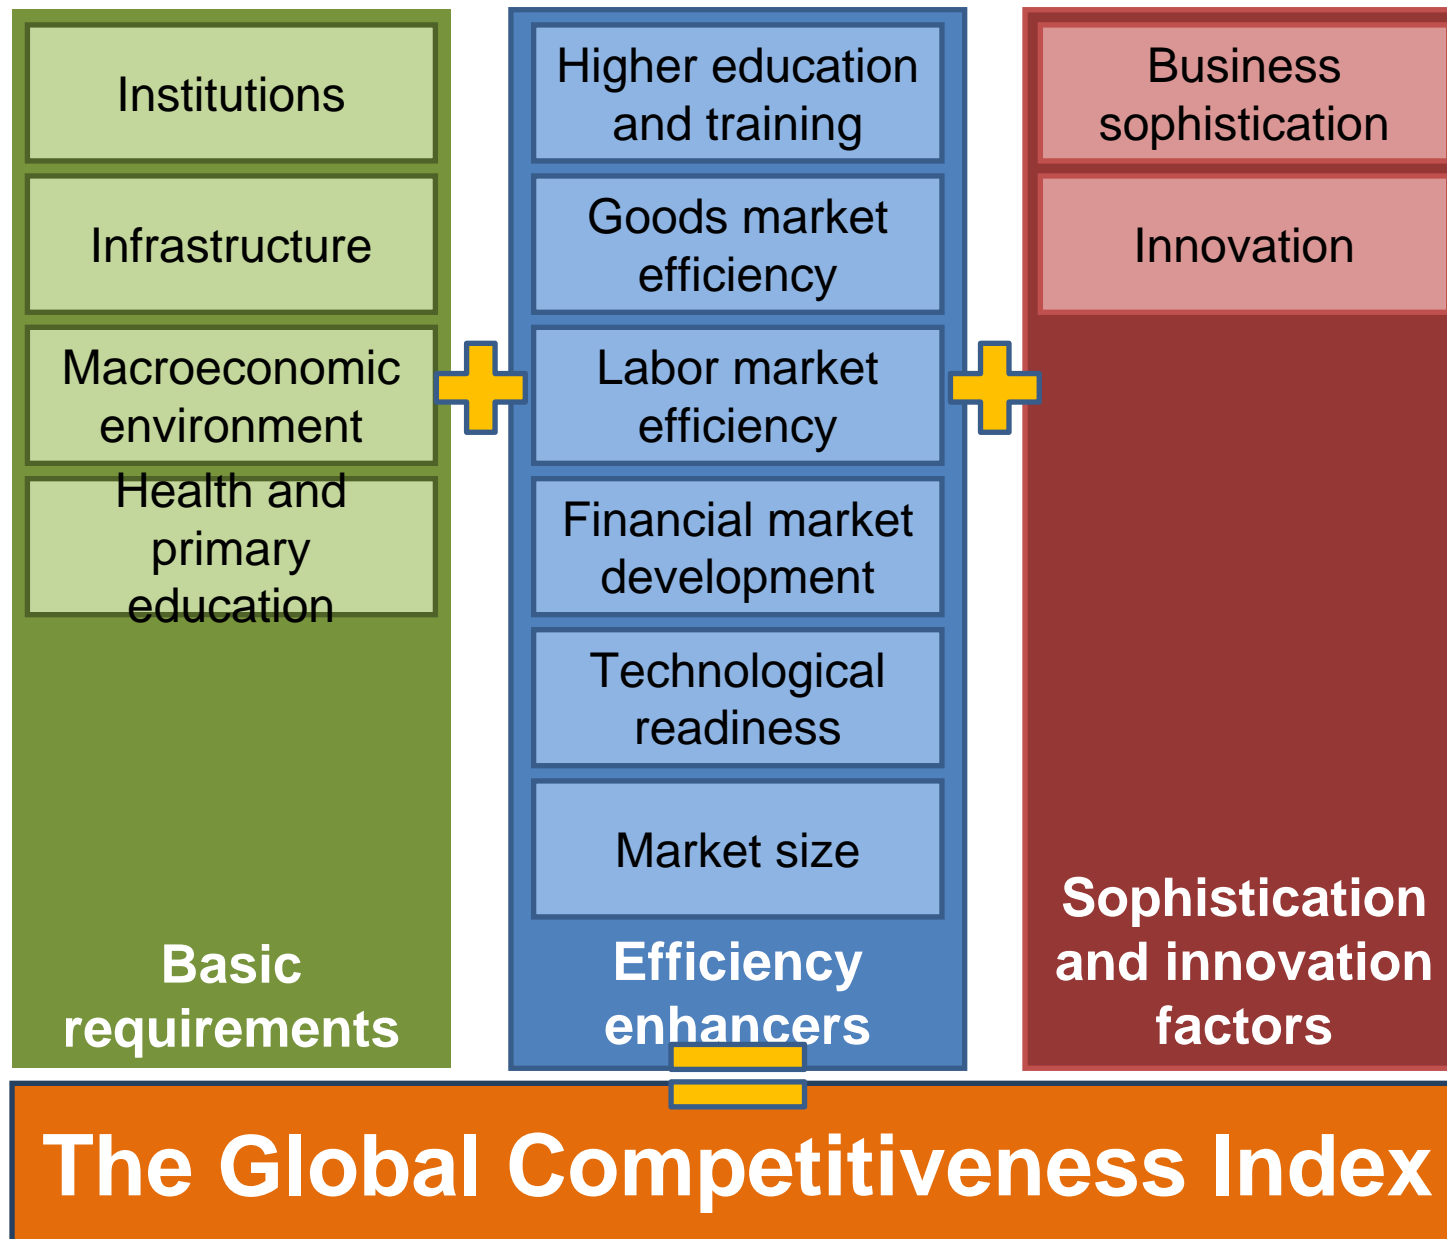 Institutions
Infrastructure
Macroeconomic
environment
Health and
primary
education
Basic
requirements
Higher education
and training
Goods market
efficiency
Labor market
efficiency
Financial market
development
Technological
readiness
Market size
Efficiency
enhancers
Business
sophistication
Innovation
Sophistication
and innovation
factors
The Global Competitiveness Index